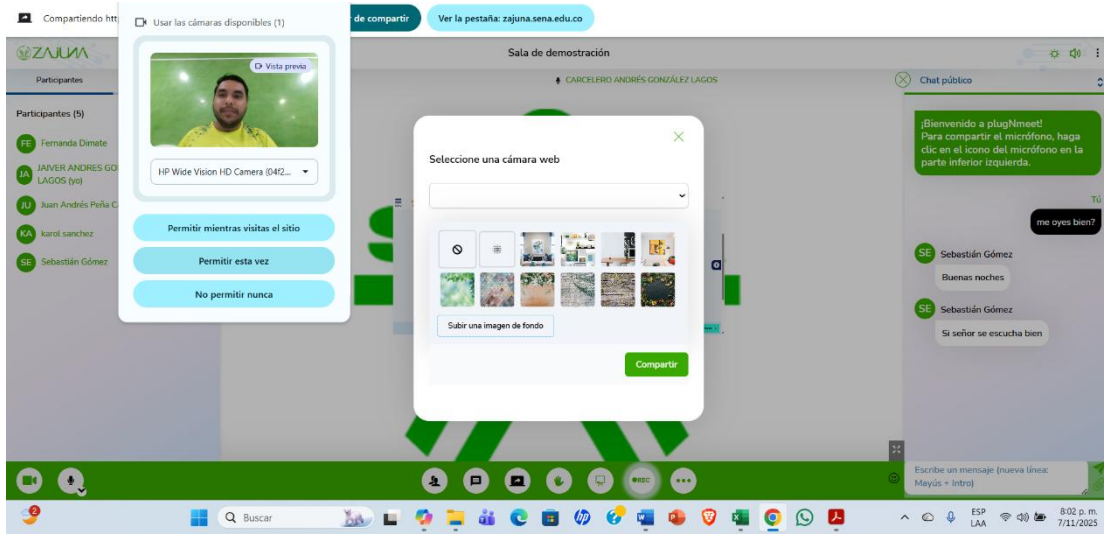 Compartiendo htt
de compartir
Ver la pestaña: zajuna.sena.edu.co
Usar las cámaras disponibles (1)
Vista previa
HP Wide Vision HD Camera (04f2...
Permitir mientras visitas el sitio
Permitir esta vez
No permitir nunca
ZAJUNA
Sala de demostración
Participantes
CARCELERO ANDRÉS GONZÁLEZ LAGOS
Chat público
Participantes (5)
FE Fernanda Dimate
JA JAIVER ANDRES GO
LAGOS (yo)
JU Juan Andrés Peña C
KA karol sanchez
SE Sebastián Gómez
Seleccione una cámara web
Subir una imagen de fondo
Compartir
¡Bienvenido a plugNmeet!
Para compartir el micrófono, haga
clic en el icono del micrófono en la
parte inferior izquierda.
Tú
me oyes bien?
SE Sebastián Gómez
Buenas noches
SE Sebastián Gómez
Si señor se escucha bien
REC
Escribe un mensaje (nueva línea:
Mayús + Intro)
2
Buscar
ESP
LAA
8:02 p. m.
7/11/2025